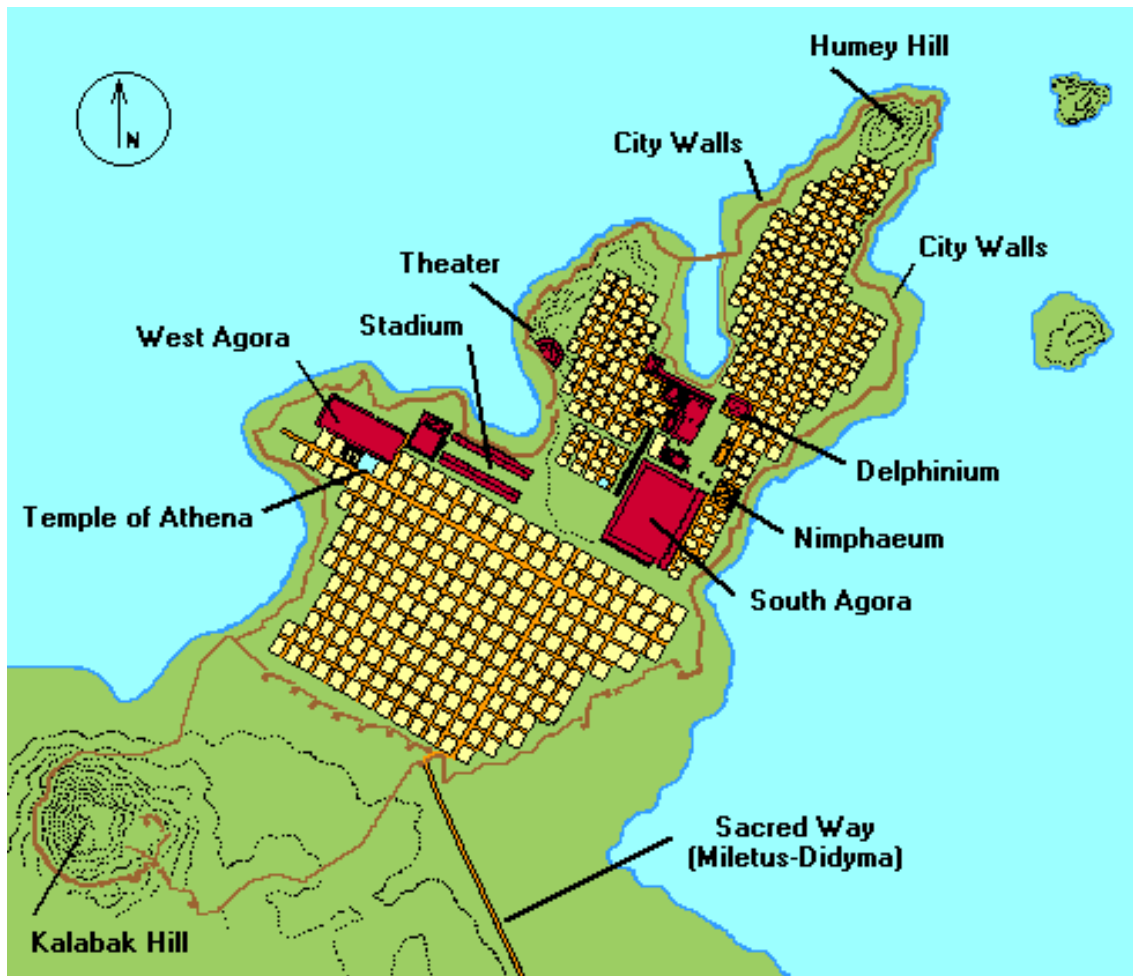 Humey Hill
N
City Walls
City Walls
Theater
Stadium
West Agora
Delphinium
Temple of Athena
Nimphaeum
South Agora
Sacred Way
(Miletus-Didyma)
Kalabak Hill